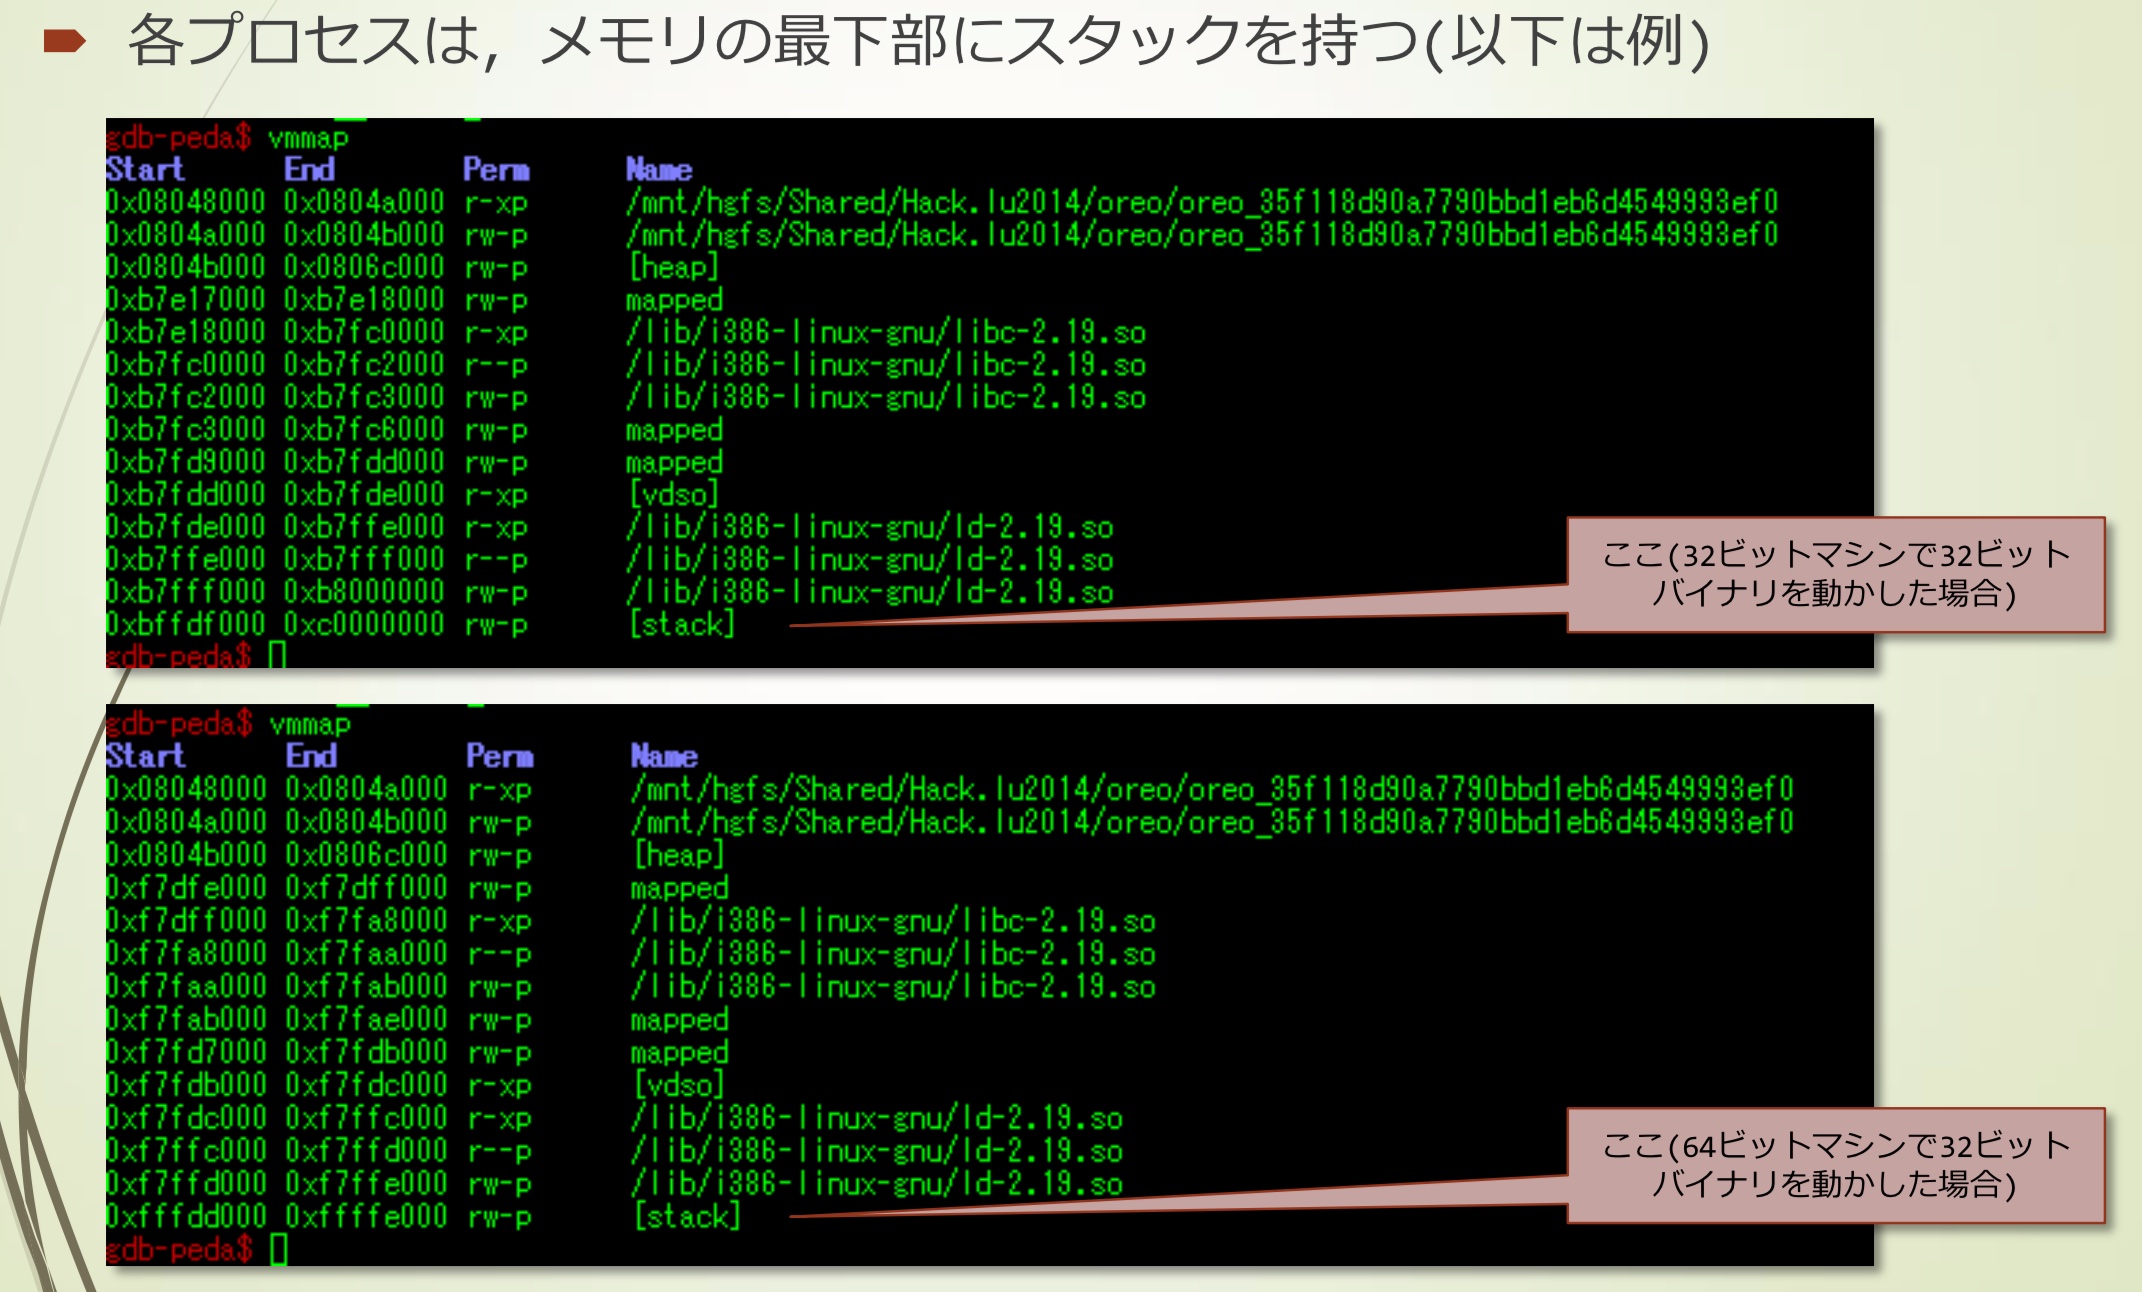 各プロセスは，メモリの最下部にスタックを持つ(以下は例)
gdb-peda$ vmmap
Start End Perm Name
0x08048000 0x0804a000 r-xp /mnt/hgfs/Shared/Hack.lu2014/oreo/oreo_35f118d90a7790bbd1eb6d4549993ef0
0x0804a000 0x0804b000 rw-p /mnt/hgfs/Shared/Hack.lu2014/oreo/oreo_35f118d90a7790bbd1eb6d4549993ef0
0x0804b000 0x0806c000 rw-p [heap]
0xb7e17000 0xb7e18000 rw-p mapped
0xb7e18000 0xb7fc0000 r-xp /lib/i386-linux-gnu/libc-2.19.so
0xb7fc0000 0xb7fc2000 r--p /lib/i386-linux-gnu/libc-2.19.so
0xb7fc2000 0xb7fc3000 rw-p /lib/i386-linux-gnu/libc-2.19.so
0xb7fc3000 0xb7fc6000 rw-p mapped
0xb7fd9000 0xb7fdd000 rw-p mapped
0xb7fdd000 0xb7fde000 r-xp [vdso]
0xb7fde000 0xb7ffe000 r-xp /lib/i386-linux-gnu/ld-2.19.so
0xb7ffe000 0xb7fff000 r--p /lib/i386-linux-gnu/ld-2.19.so
0xb7fff000 0xb8000000 rw-p /lib/i386-linux-gnu/ld-2.19.so
0xbffdf000 0xc0000000 rw-p [stack]
gdb-peda$
ここ(32ビットマシンで32ビット
バイナリを動かした場合)
gdb-peda$ vmmap
Start End Perm Name
0x08048000 0x0804a000 r-xp /mnt/hgfs/Shared/Hack.lu2014/oreo/oreo_35f118d90a7790bbd1eb6d4549993ef0
0x0804a000 0x0804b000 rw-p /mnt/hgfs/Shared/Hack.lu2014/oreo/oreo_35f118d90a7790bbd1eb6d4549993ef0
0x0804b000 0x0806c000 rw-p [heap]
0xf7dfe000 0xf7dff000 rw-p mapped
0xf7dff000 0xf7fa8000 r-xp /lib/i386-linux-gnu/libc-2.19.so
0xf7fa8000 0xf7faa000 r--p /lib/i386-linux-gnu/libc-2.19.so
0xf7faa000 0xf7fab000 rw-p /lib/i386-linux-gnu/libc-2.19.so
0xf7fab000 0xf7fae000 rw-p mapped
0xf7fd7000 0xf7fdb000 rw-p mapped
0xf7fdb000 0xf7fdc000 r-xp [vdso]
0xf7fdc000 0xf7ffc000 r-xp /lib/i386-linux-gnu/ld-2.19.so
0xf7ffc000 0xf7ffd000 r--p /lib/i386-linux-gnu/ld-2.19.so
0xf7ffd000 0xf7ffe000 rw-p /lib/i386-linux-gnu/ld-2.19.so
0xfffdd000 0xffffe000 rw-p [stack]
gdb-peda$
ここ(64ビットマシンで32ビット
バイナリを動かした場合)